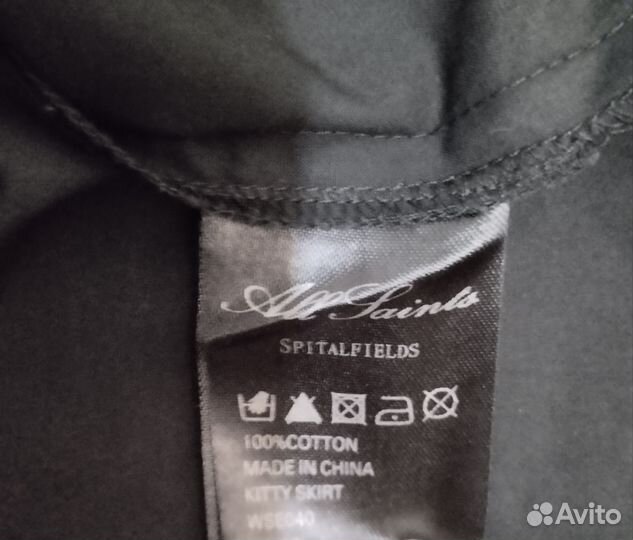 All Saints
SPITALFIELDS
100% COTTON
MADE IN CHINA
KITTY SKIRT
Avito